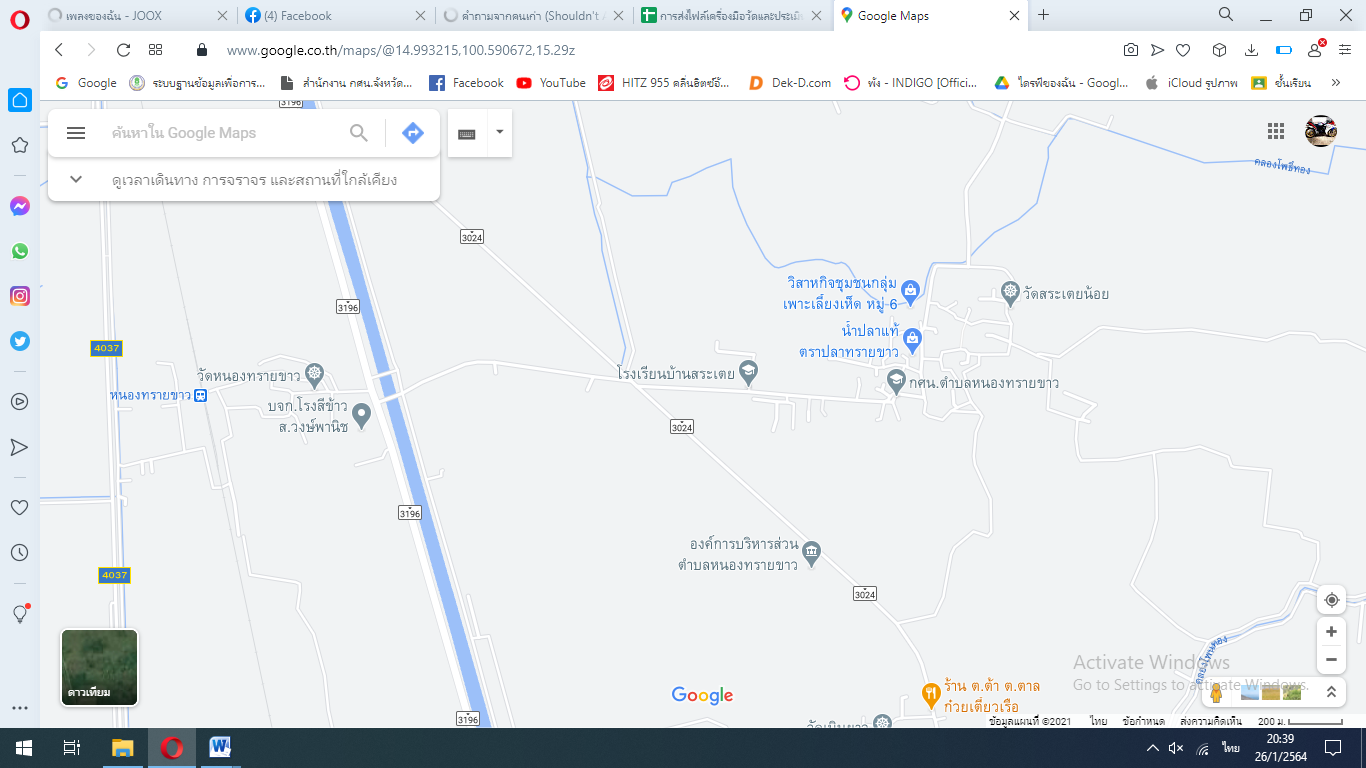 เพลงของฉัน - JOOX
(4) Facebook
คำถามจากคนเก่า (Shouldn't
การส่งไฟล์เครื่องมือวัดและประเมิ
Google Maps
www.google.co.th/maps/@14.993215,100.590672,15.29z
Google
ระบบฐานข้อมูลเพื่อการ...
สำนักงาน กศน.จังหวัด...
Facebook
YouTube
HITZ 955 คลื่นฮิตซ์อั...
Dek-D.com
พัง - INDIGO [Offici...
ไดรฟ์ของฉัน - Googl...
iCloud รูปภาพ
ชั้นเรียน
3196
ค้นหาใน Google Maps
ดูเวลาเดินทาง การจราจร และสถานที่ใกล้เคียง
คลองโพธิ์ทอง
3024
วิสาหกิจชุมชนกลุ่ม
เพาะเลี้ยงเห็ด หมู่ 6
วัดสระเตยน้อย
3196
น้ำปลาแท้
ตราปลาทรายขาว
4037
วัดหนองทรายขาว
โรงเรียนบ้านสระเตย
กศน.ตำบลหนองทรายขาว
หนองทรายขาว
บจก.โรงสีข้าว
ส.วงษ์พานิช
3024
3196
องค์การบริหารส่วน
ตำบลหนองทรายขาว
4037
3024
Activate Windows
Go to Settings to activate Windows.
ดาวเทียม
Google
ร้าน ต.ต้า ต.ตาล
ก๋วยเตี๋ยวเรือ
3196
ข้อมูลแผนที่ ©2021
ไทย
ข้อกำหนด
ส่งความคิดเห็น
200 ม.
ไทย
20:39
26/1/2564